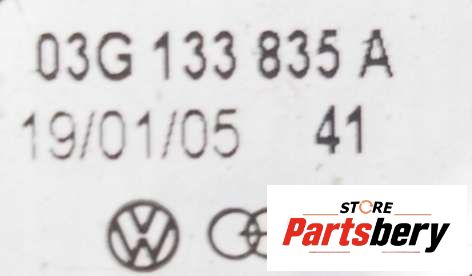 03G 133 835 A
19/01/05 41
STORE
Partsbery